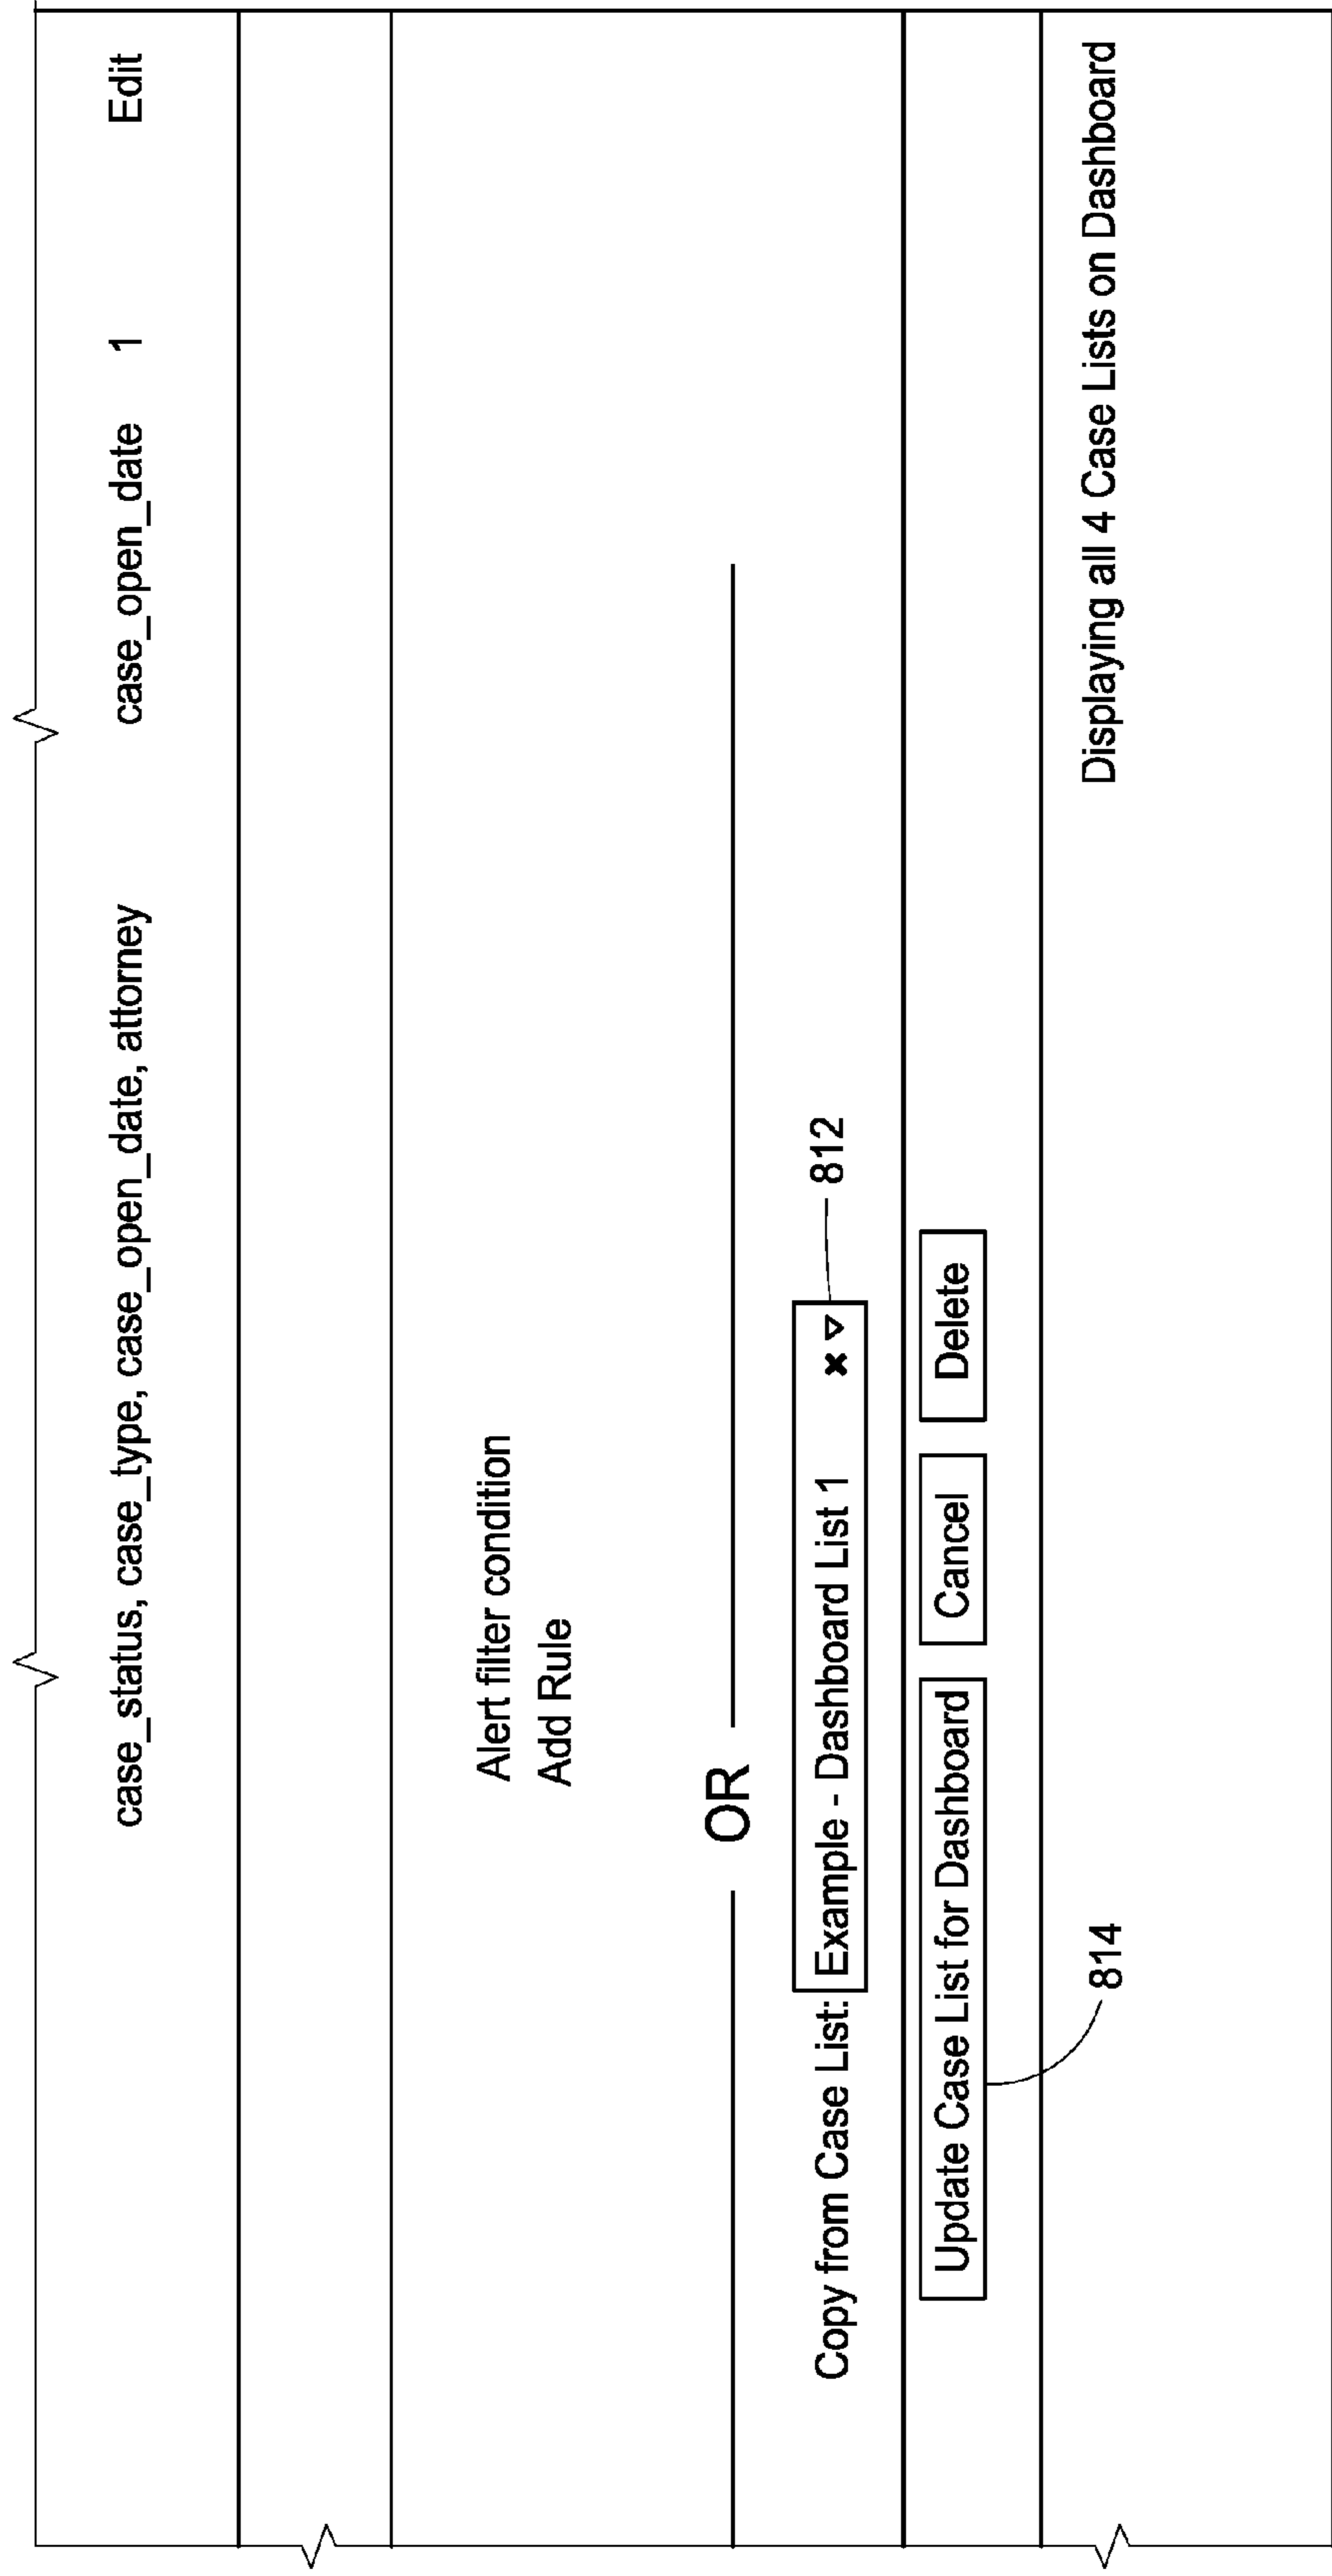 case_status, case_type, case_open_date, attorney case_open_date 1 Edit
Alert filter condition
Add Rule
OR
Copy from Case List: Example - Dashboard List 1 812
Update Case List for Dashboard Cancel Delete
814
Displaying all 4 Case Lists on Dashboard